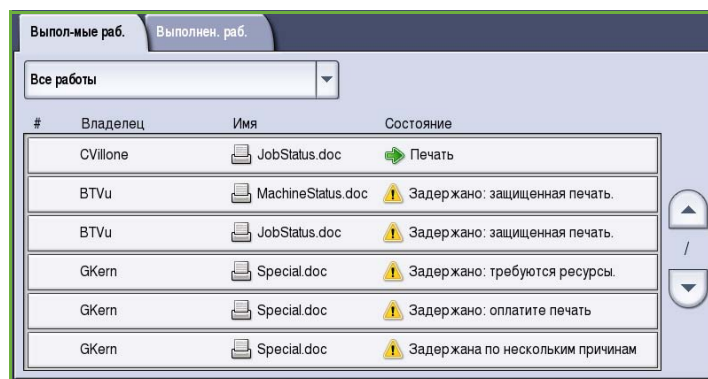 Выпол-мые раб. Выполнен. раб.
Все работы
# Владелец Имя Состояние
CVillone JobStatus.doc Печать
BTVu MachineStatus.doc Задержано: защищенная печать.
BTVu JobStatus.doc Задержано: защищенная печать.
/
GKern Special.doc Задержано: требуются ресурсы.
GKern Special.doc Задержано: оплатите печать
GKern Special.doc Задержана по нескольким причинам